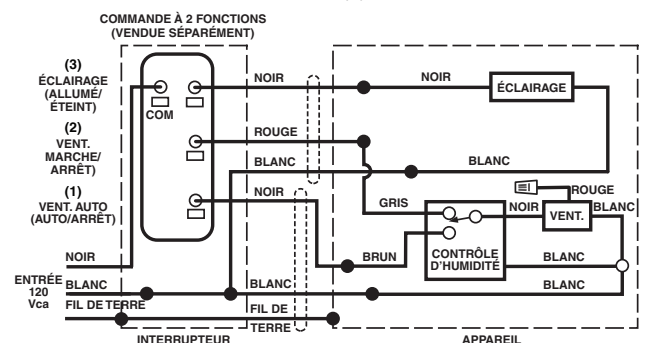 COMMANDE À 2 FONCTIONS
(VENDUE SÉPARÉMENT)
(3)
ÉCLAIRAGE
(ALLUMÉ/
ÉTEINT)
COM
NOIR
NOIR
ÉCLAIRAGE
(2)
VENT.
MARCHE/
ARRÊT)
ROUGE
BLANC
BLANC
(1)
VENT. AUTO
(AUTO/ARRÊT)
NOIR
GRIS
NOIR
ROUGE
VENT.
BLANC
BRUN
CONTRÔLE
D'HUMIDITÉ
BLANC
NOIR
ENTRÉE
120
Vca
BLANC
BLANC
BLANC
FIL DE TERRE
FIL DE
TERRE
INTERRUPTEUR
APPAREIL